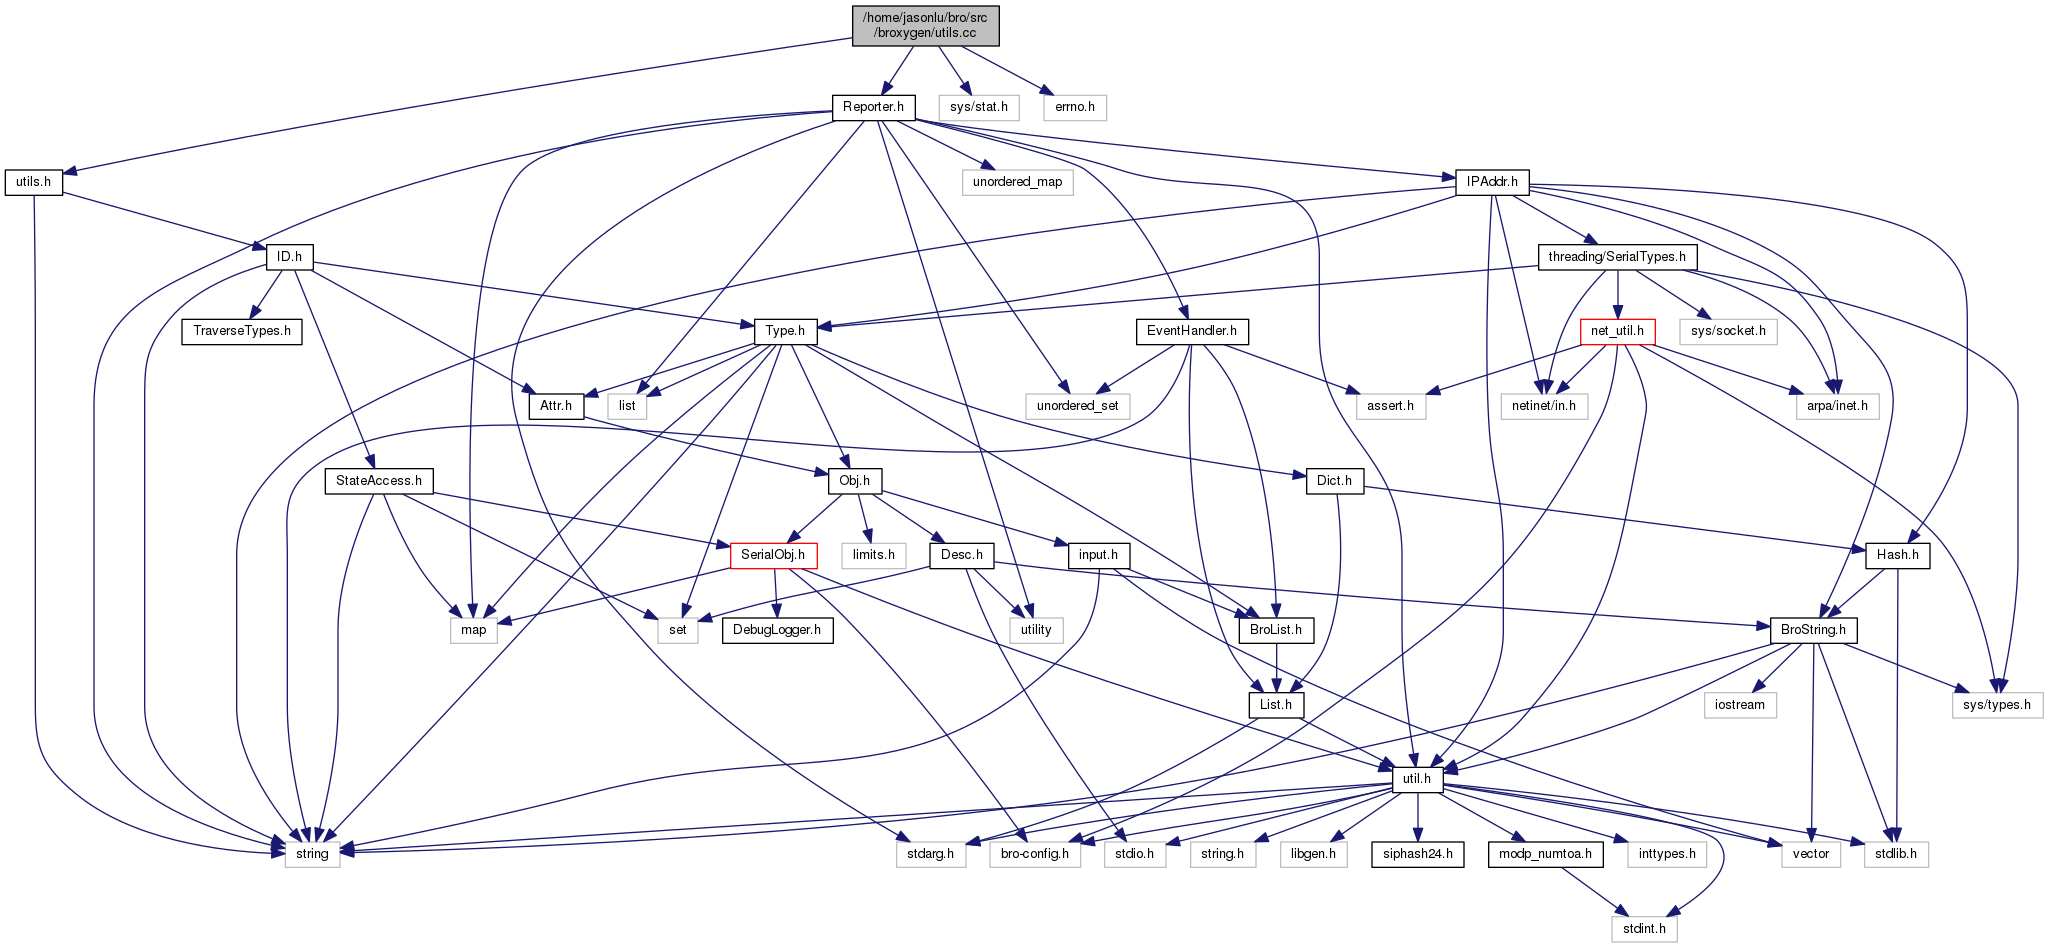 /home/jasonlu/bro/src
/broxygen/utils.cc
Reporter.h
sys/stat.h
errno.h
utils.h
unordered_map
IPAddr.h
ID.h
threading/SerialTypes.h
TraverseTypes.h
Type.h
EventHandler.h
net_util.h
sys/socket.h
Attr.h
list
unordered_set
assert.h
netinet/in.h
arpa/inet.h
StateAccess.h
Obj.h
Dict.h
SerialObj.h
limits.h
Desc.h
input.h
Hash.h
map
set
DebugLogger.h
utility
BroList.h
BroString.h
List.h
iostream
sys/types.h
util.h
string
stdarg.h
bro-config.h
stdio.h
string.h
libgen.h
siphash24.h
modp_numtoa.h
inttypes.h
vector
stdlib.h
stdint.h